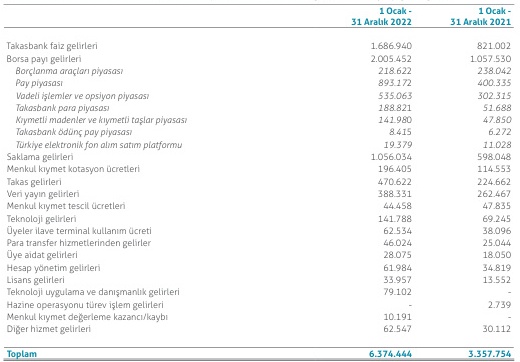 1 Ocak - 1 Ocak -
31 Aralık 2022 31 Aralık 2021
Takasbank faiz gelirleri 1.686.940 821.002
Borsa payı gelirleri 2.005.452 1.057.530
Borçlanma araçları piyasası 218.622 238.042
Pay piyasası 893.172 400.335
Vadeli işlemler ve opsiyon piyasası 535.063 302.315
Takasbank para piyasası 188.821 51.688
Kıymetli madenler ve kıymetli taşlar piyasası 141.980 47.850
Takasbank ödünç pay piyasası 8.415 6.272
Türkiye elektronik fon alım satım platformu 19.379 11.028
Saklama gelirleri 1.056.034 598.048
Menkul kıymet kotasyon ücretleri 196.405 114.553
Takas gelirleri 470.622 224.662
Veri yayın gelirleri 388.331 262.467
Menkul kıymet tescil ücretleri 44.458 47.835
Teknoloji gelirleri 141.788 69.245
Üyeler ilave terminal kullanım ücreti 62.534 38.096
Para transfer hizmetlerinden gelirler 46.024 25.044
Üye aidat gelirleri 28.075 18.050
Hesap yönetim gelirleri 61.984 34.819
Lisans gelirleri 33.957 13.552
Teknoloji uygulama ve danışmanlık gelirleri 79.102 -
Hazine operasyonu türev işlem gelirleri - 2.739
Menkul kıymet değerleme kazancı/kaybı 10.191 -
Diğer hizmet gelirleri 62.547 30.112
Toplam 6.374.444 3.357.754